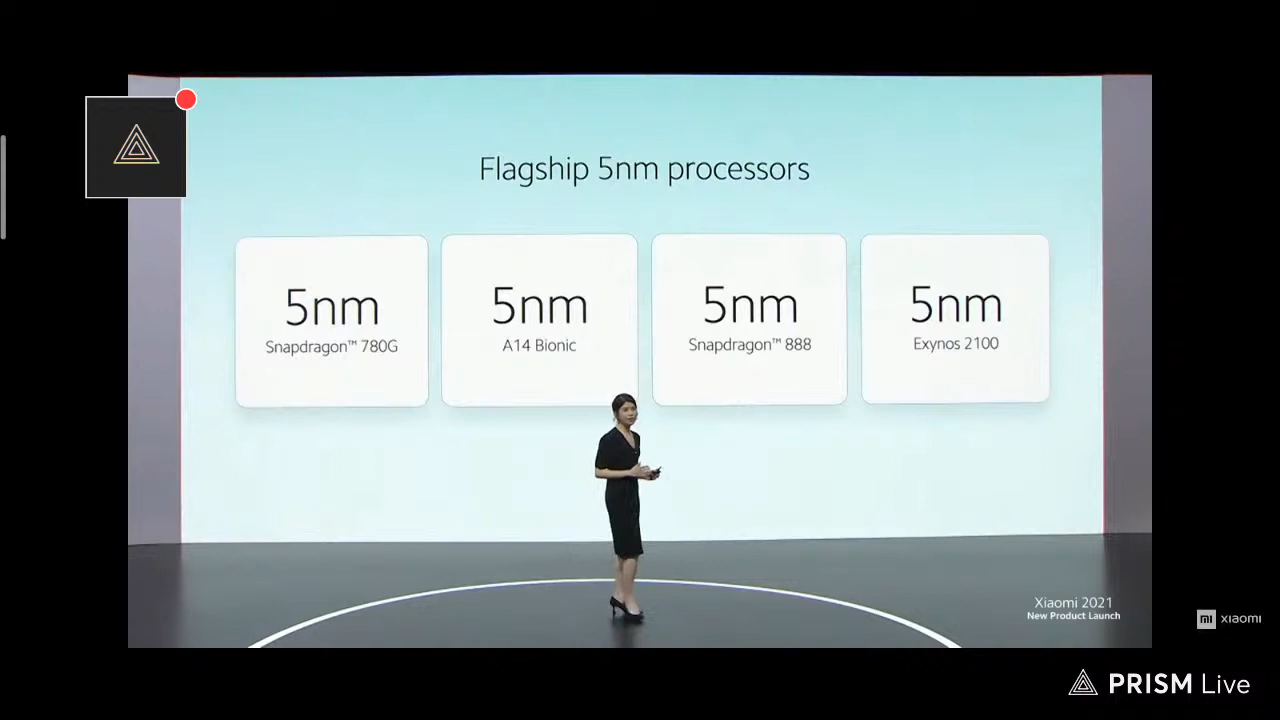 Flagship 5nm processors
5nm
Snapdragon™ 780G
5nm
A14 Bionic
5nm
Snapdragon™ 888
5nm
Exynos 2100
Xiaomi 2021
New Product Launch
mi xiaomi
PRISM Live